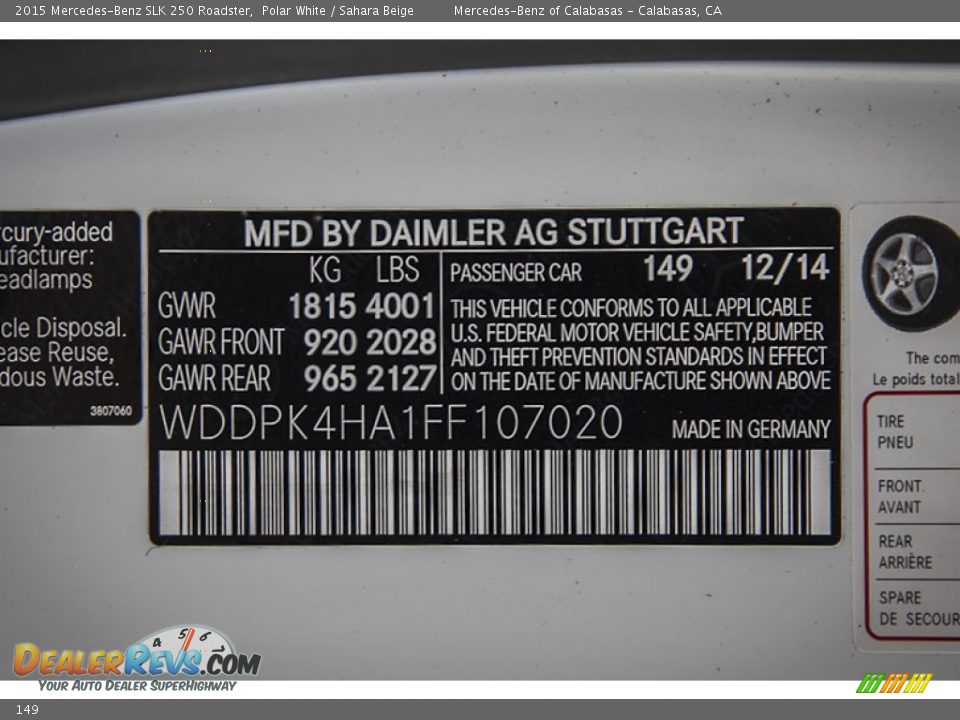 2015 Mercedes-Benz SLK 250 Roadster,  Polar White / Sahara Beige          Mercedes-Benz of Calabasas - Calabasas, CA
rcury-added
ufacturer:
eadlamps
cle Disposal.
ease Reuse,
dous Waste.
3807060
MFD BY DAIMLER AG STUTTGART
KG LBS
GVWR 1815 4001
GAWR FRONT 920 2028
GAWR REAR 965 2127
PASSENGER CAR 149 12/14
THIS VEHICLE CONFORMS TO ALL APPLICABLE
U.S. FEDERAL MOTOR VEHICLE SAFETY,BUMPER
AND THEFT PREVENTION STANDARDS IN EFFECT
ON THE DATE OF MANUFACTURE SHOWN ABOVE
WDDPK4HA1FF107020
MADE IN GERMANY
The com
Le poids total
TIRE
PNEU
FRONT
AVANT
REAR
ARRIÈRE
SPARE
DE SECOUR
4 5 6
DEALERREVS.COM
YOUR AUTO DEALER SUPERHIGHWAY
149